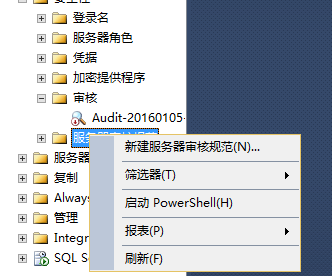 登录名
服务器角色
凭据
加密提供程序
审核
Audit-20160105-
新建服务器审核规范(N)...
服务器
筛选器(T)
复制
启动 PowerShell(H)
Always
管理
报表(P)
Integr
SQL Se
刷新(F)